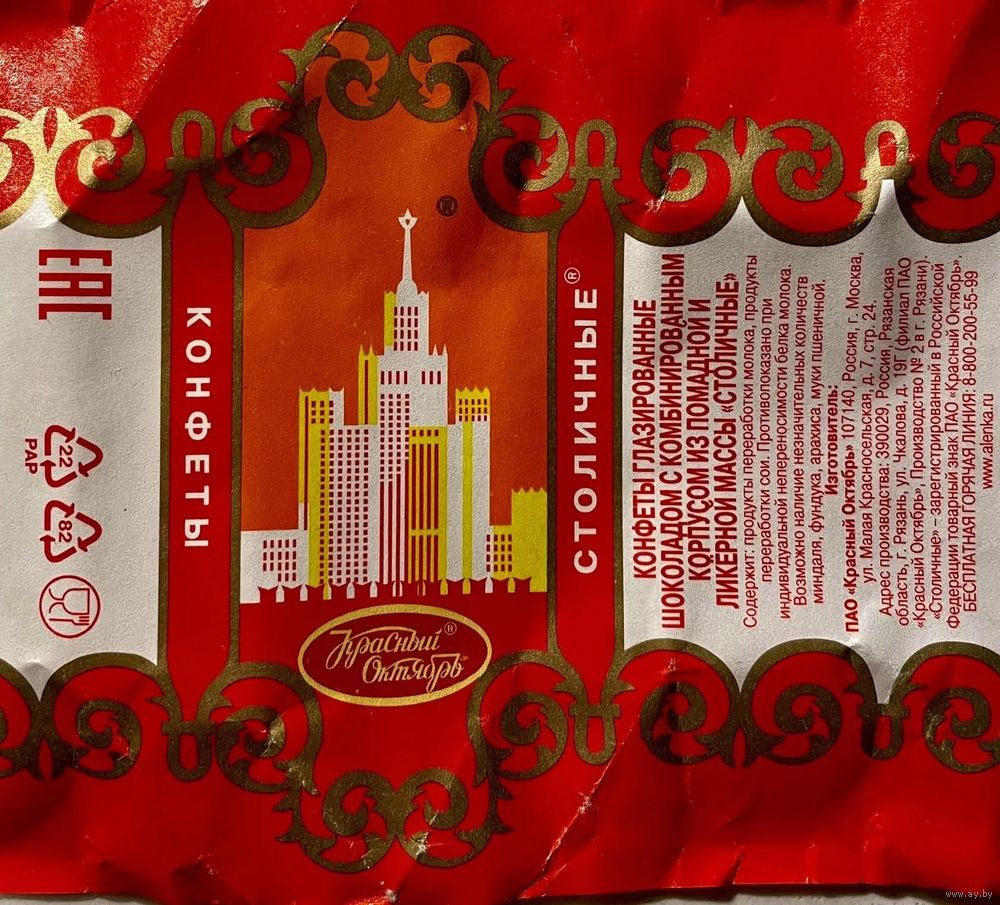 EAC
22
PAP
82
КОНФЕТЫ
®
Красный ®
Октябрь
СТОЛИЧНЫЕ®
КОНФЕТЫ ГЛАЗИРОВАННЫЕ
ШОКОЛАДОМ С КОМБИНИРОВАННЫМ
КОРПУСОМ ИЗ ПОМАДНОЙ И
ЛИКЕРНОЙ МАССЫ «СТОЛИЧНЫЕ»
Содержит: продукты переработки молока, продукты
переработки сои. Противопоказано при
индивидуальной непереносимости белка молока.
Возможно наличие незначительных количеств
миндаля, фундука, арахиса, муки пшеничной.
Изготовитель:
ПАО «Красный Октябрь» 107140, Россия, г. Москва,
ул. Малая Красносельская, д. 7, стр. 24.
Адрес производства: 390029, Россия, Рязанская
область, г. Рязань, ул. Чкалова, д. 19Г (филиал ПАО
«Красный Октябрь», Производство № 2 в г. Рязани).
«Столичные» – зарегистрированный в Российской
Федерации товарный знак ПАО «Красный Октябрь».
БЕСПЛАТНАЯ ГОРЯЧАЯ ЛИНИЯ: 8-800-200-55-99
www.alenka.ru
www.ay.by